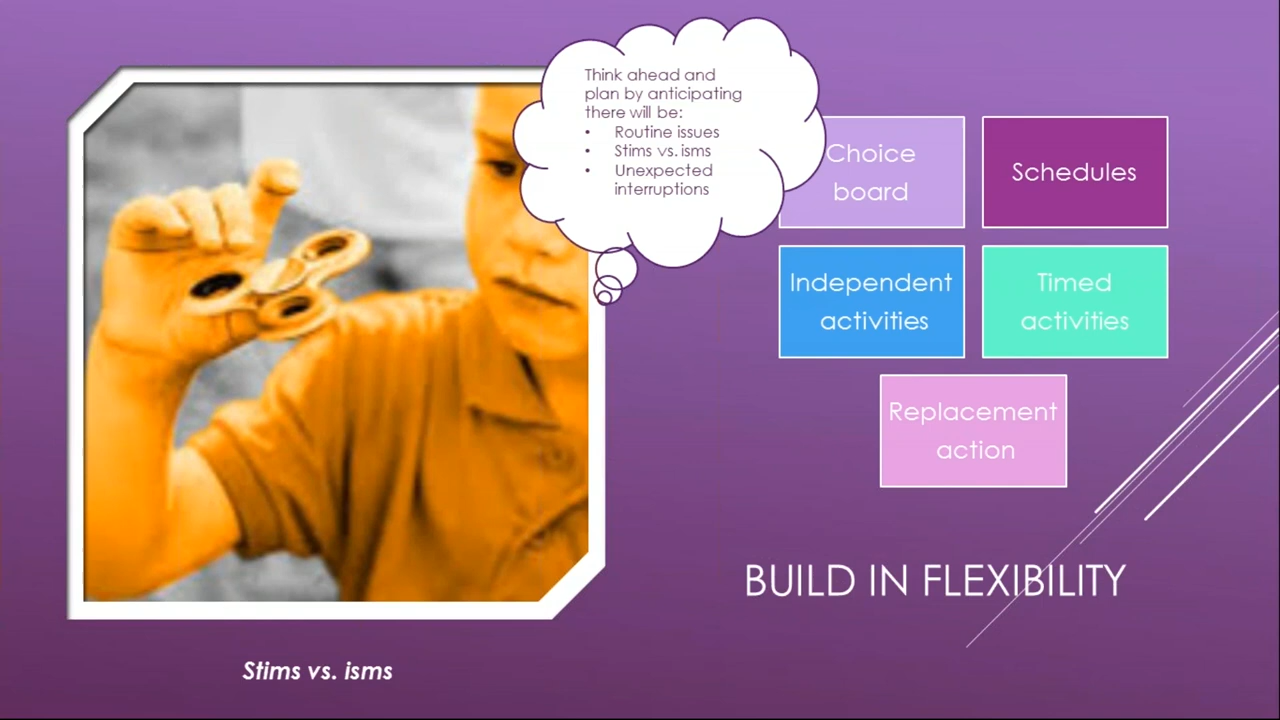 Think ahead and
plan by anticipating
there will be:
• Routine issues
• Stims vs. isms
• Unexpected
interruptions
Choice
board
Schedules
Independent
activities
Timed
activities
Replacement
action
BUILD IN FLEXIBILITY
Stims vs. isms